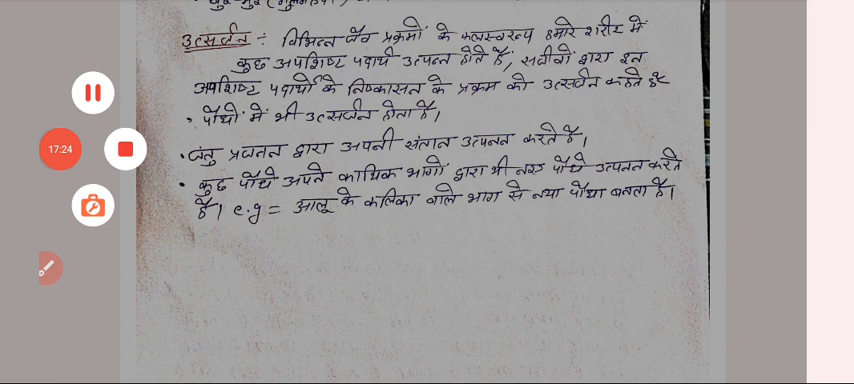 उत्सर्जन ÷ विभिन्न जैव प्रक्रमों के फलस्वरूप हमारे शरीर में
कुछ अपशिष्ट पदार्थ उत्पन्न होते हैं, सजीवों द्वारा इन
अपशिष्ट पदार्थों के निष्कासन के प्रक्रम को उत्सर्जन कहते हैं
• पौधों में भी उत्सर्जन होता है।
• जंतु प्रजनन द्वारा अपनी संतान उत्पन्न करते हैं।
• कुछ पौधे अपने कायिक भागों द्वारा भी नए पौधे उत्पन्न करते
हैं। e.g = आलू के कलिका वाले भाग से नया पौधा बनता है।
17:24